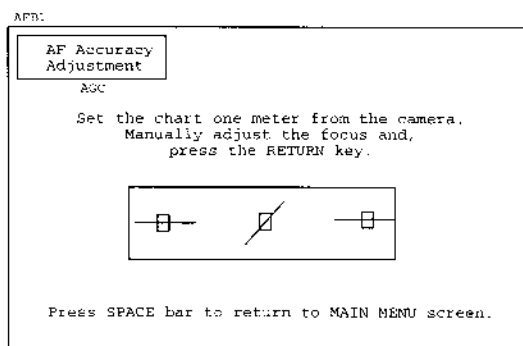 AFB1
AF Accuracy
Adjustment
AGC
Set the chart one meter from the camera.
Manually adjust the focus and,
press the RETURN key.
Press SPACE bar to return to MAIN MENU screen.